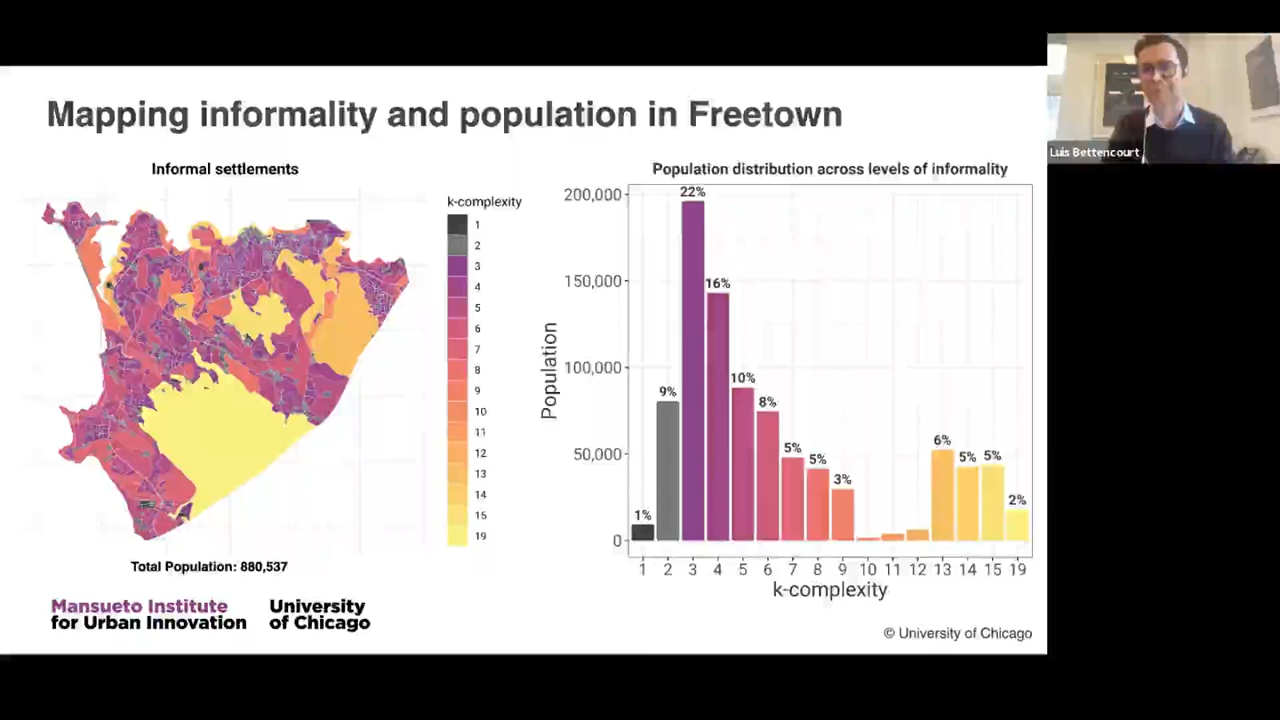 Mapping informality and population in Freetown
Luis Bettencourt
Informal settlements
k-complexity
1
2
3
4
5
6
7
8
9
10
11
12
13
14
15
19
Total Population: 880,537
Population distribution across levels of informality
Population
200,000
150,000
100,000
50,000
0
1%
9%
22%
16%
10%
8%
5%
5%
3%
6%
5%
5%
2%
1 2 3 4 5 6 7 8 9 10 11 12 13 14 15 19
k-complexity
Mansueto Institute
for Urban Innovation
University
of Chicago
© University of Chicago